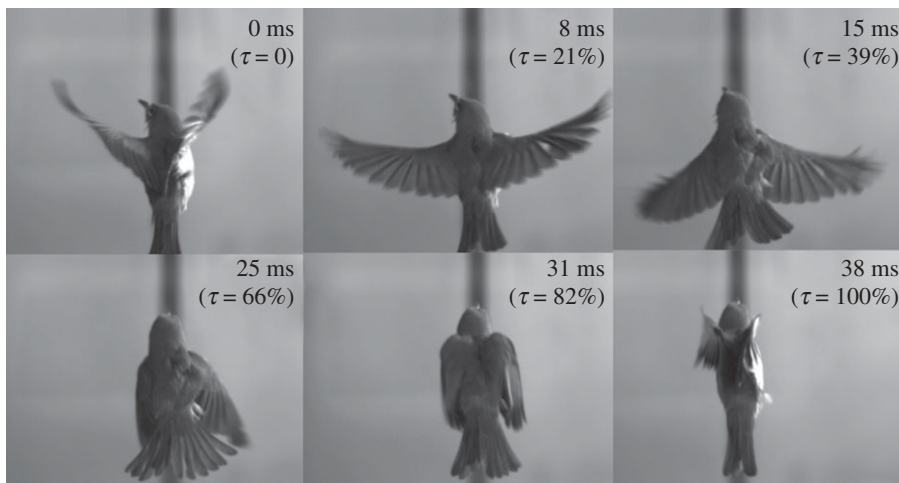 0 ms
(τ = 0)
8 ms
(τ = 21%)
15 ms
(τ = 39%)
25 ms
(τ = 66%)
31 ms
(τ = 82%)
38 ms
(τ = 100%)